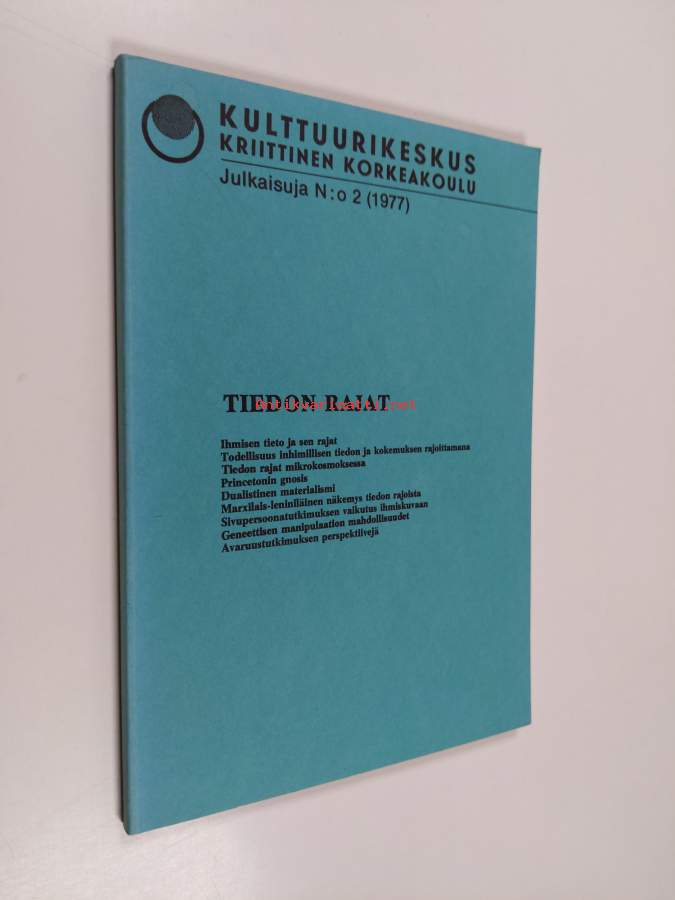 KULTTUURIKESKUS
KRIITTINEN KORKEAKOULU
Julkaisuja N:o 2 (1977)
TIEDON RAJAT
Antikvariaatti.net
Ihmisen tieto ja sen rajat
Todellisuus inhimillisen tiedon ja kokemuksen rajoittamana
Tiedon rajat mikrokosmoksessa
Princetonin gnosis
Dualistinen materialismi
Marxilais-leniniläinen näkemys tiedon rajoista
Sivupersoonatutkimuksen vaikutus ihmiskuvaan
Geneettisen manipulaation mahdollisuudet
Avaruustutkimuksen perspektiivejä